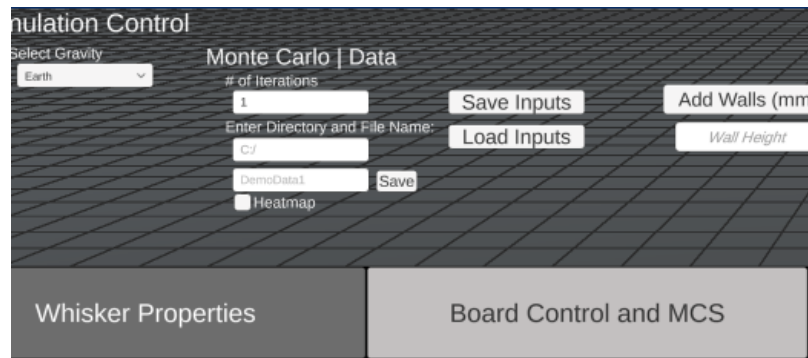 mulation Control
Select Gravity
Earth
Monte Carlo | Data
# of Iterations
1
Enter Directory and File Name:
C:/
DemoData1
Save
Heatmap
Save Inputs
Load Inputs
Add Walls (mm
Wall Height
Whisker Properties
Board Control and MCS